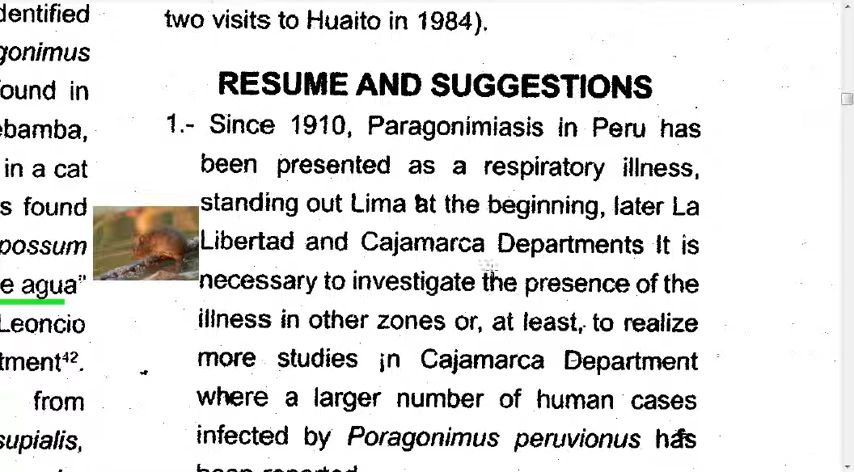 dentified
gonimus
ound in
ebamba,
in a cat
s found
possum
e agua"
Leoncio
tment⁴².
from
supialis,
two visits to Huaito in 1984).
RESUME AND SUGGESTIONS
1.- Since 1910, Paragonimiasis in Peru has
been presented as a respiratory illness,
standing out Lima at the beginning, later La
Libertad and Cajamarca Departments It is
necessary to investigate the presence of the
illness in other zones or, at least, to realize
more studies in Cajamarca Department
where a larger number of human cases
infected by Poragonimus peruvionus has
been reported